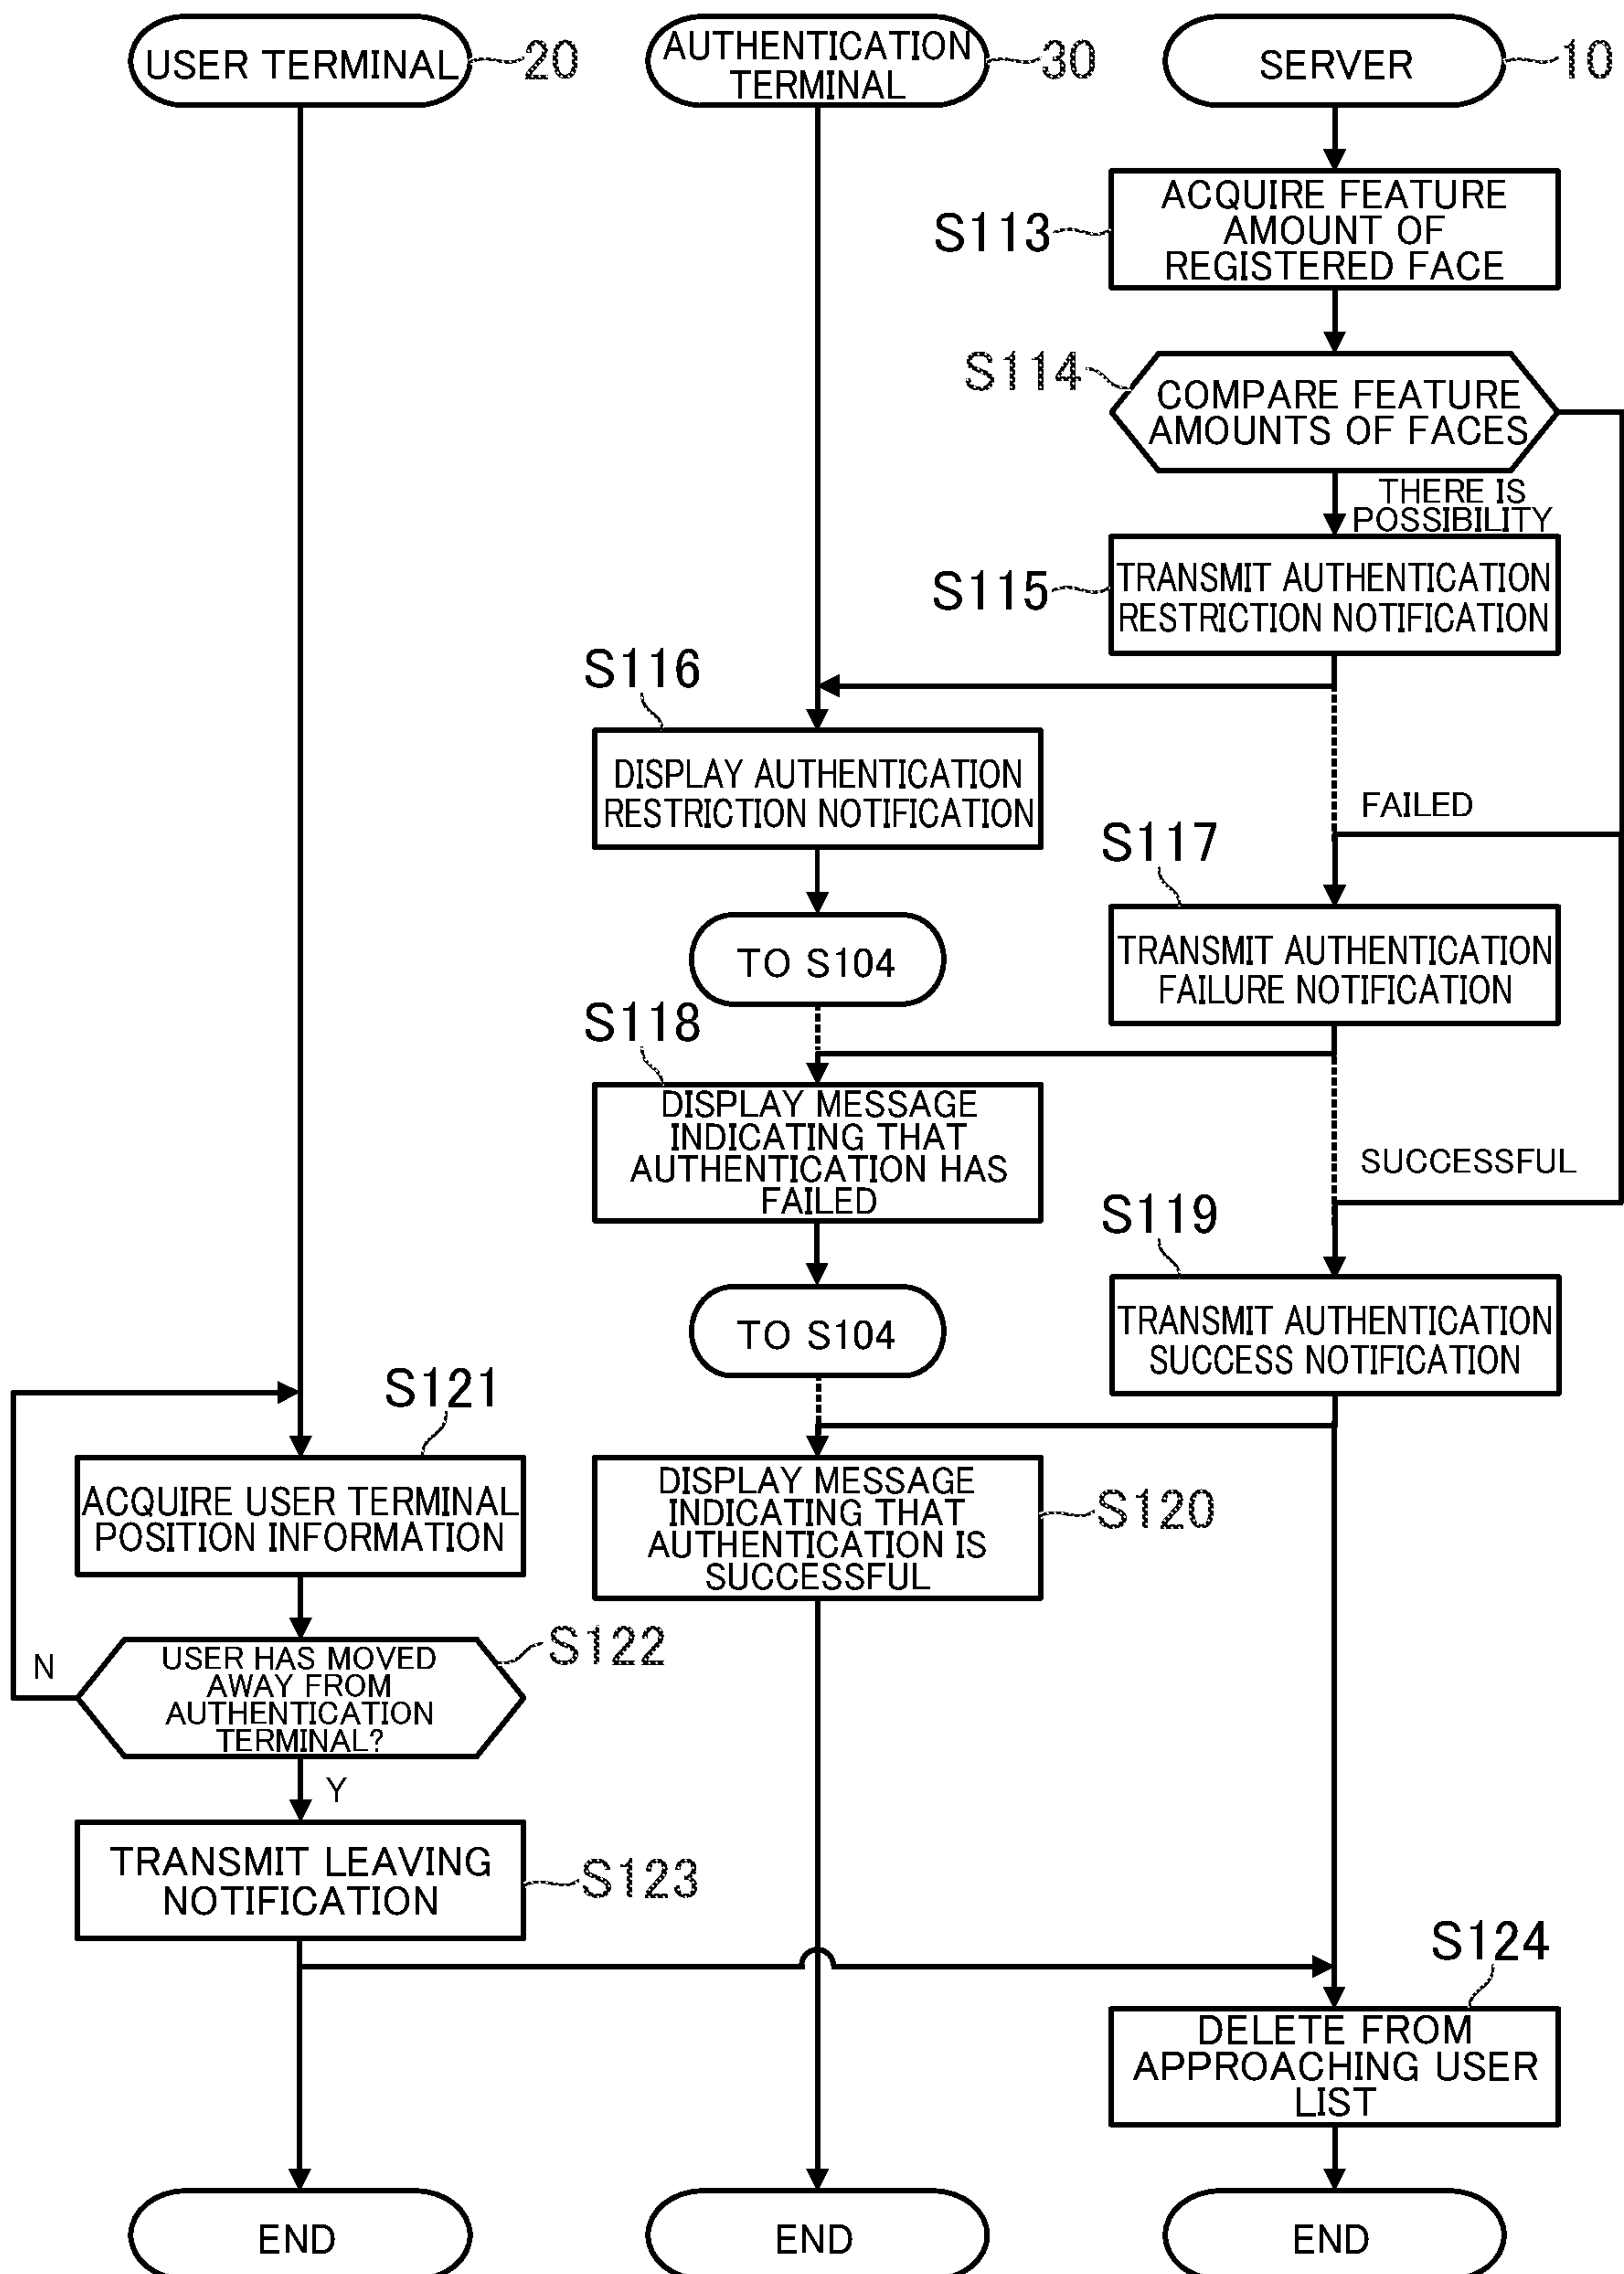 USER TERMINAL
20
AUTHENTICATION
TERMINAL
30
SERVER
10
S113
ACQUIRE FEATURE
AMOUNT OF
REGISTERED FACE
S114
COMPARE FEATURE
AMOUNTS OF FACES
THERE IS
POSSIBILITY
S115
TRANSMIT AUTHENTICATION
RESTRICTION NOTIFICATION
S116
DISPLAY AUTHENTICATION
RESTRICTION NOTIFICATION
FAILED
S117
TRANSMIT AUTHENTICATION
FAILURE NOTIFICATION
TO S104
S118
DISPLAY MESSAGE
INDICATING THAT
AUTHENTICATION HAS
FAILED
SUCCESSFUL
S119
TRANSMIT AUTHENTICATION
SUCCESS NOTIFICATION
TO S104
S121
ACQUIRE USER TERMINAL
POSITION INFORMATION
DISPLAY MESSAGE
INDICATING THAT
AUTHENTICATION IS
SUCCESSFUL
S120
N
USER HAS MOVED
AWAY FROM
AUTHENTICATION
TERMINAL?
S122
Y
TRANSMIT LEAVING
NOTIFICATION
S123
S124
DELETE FROM
APPROACHING USER
LIST
END
END
END